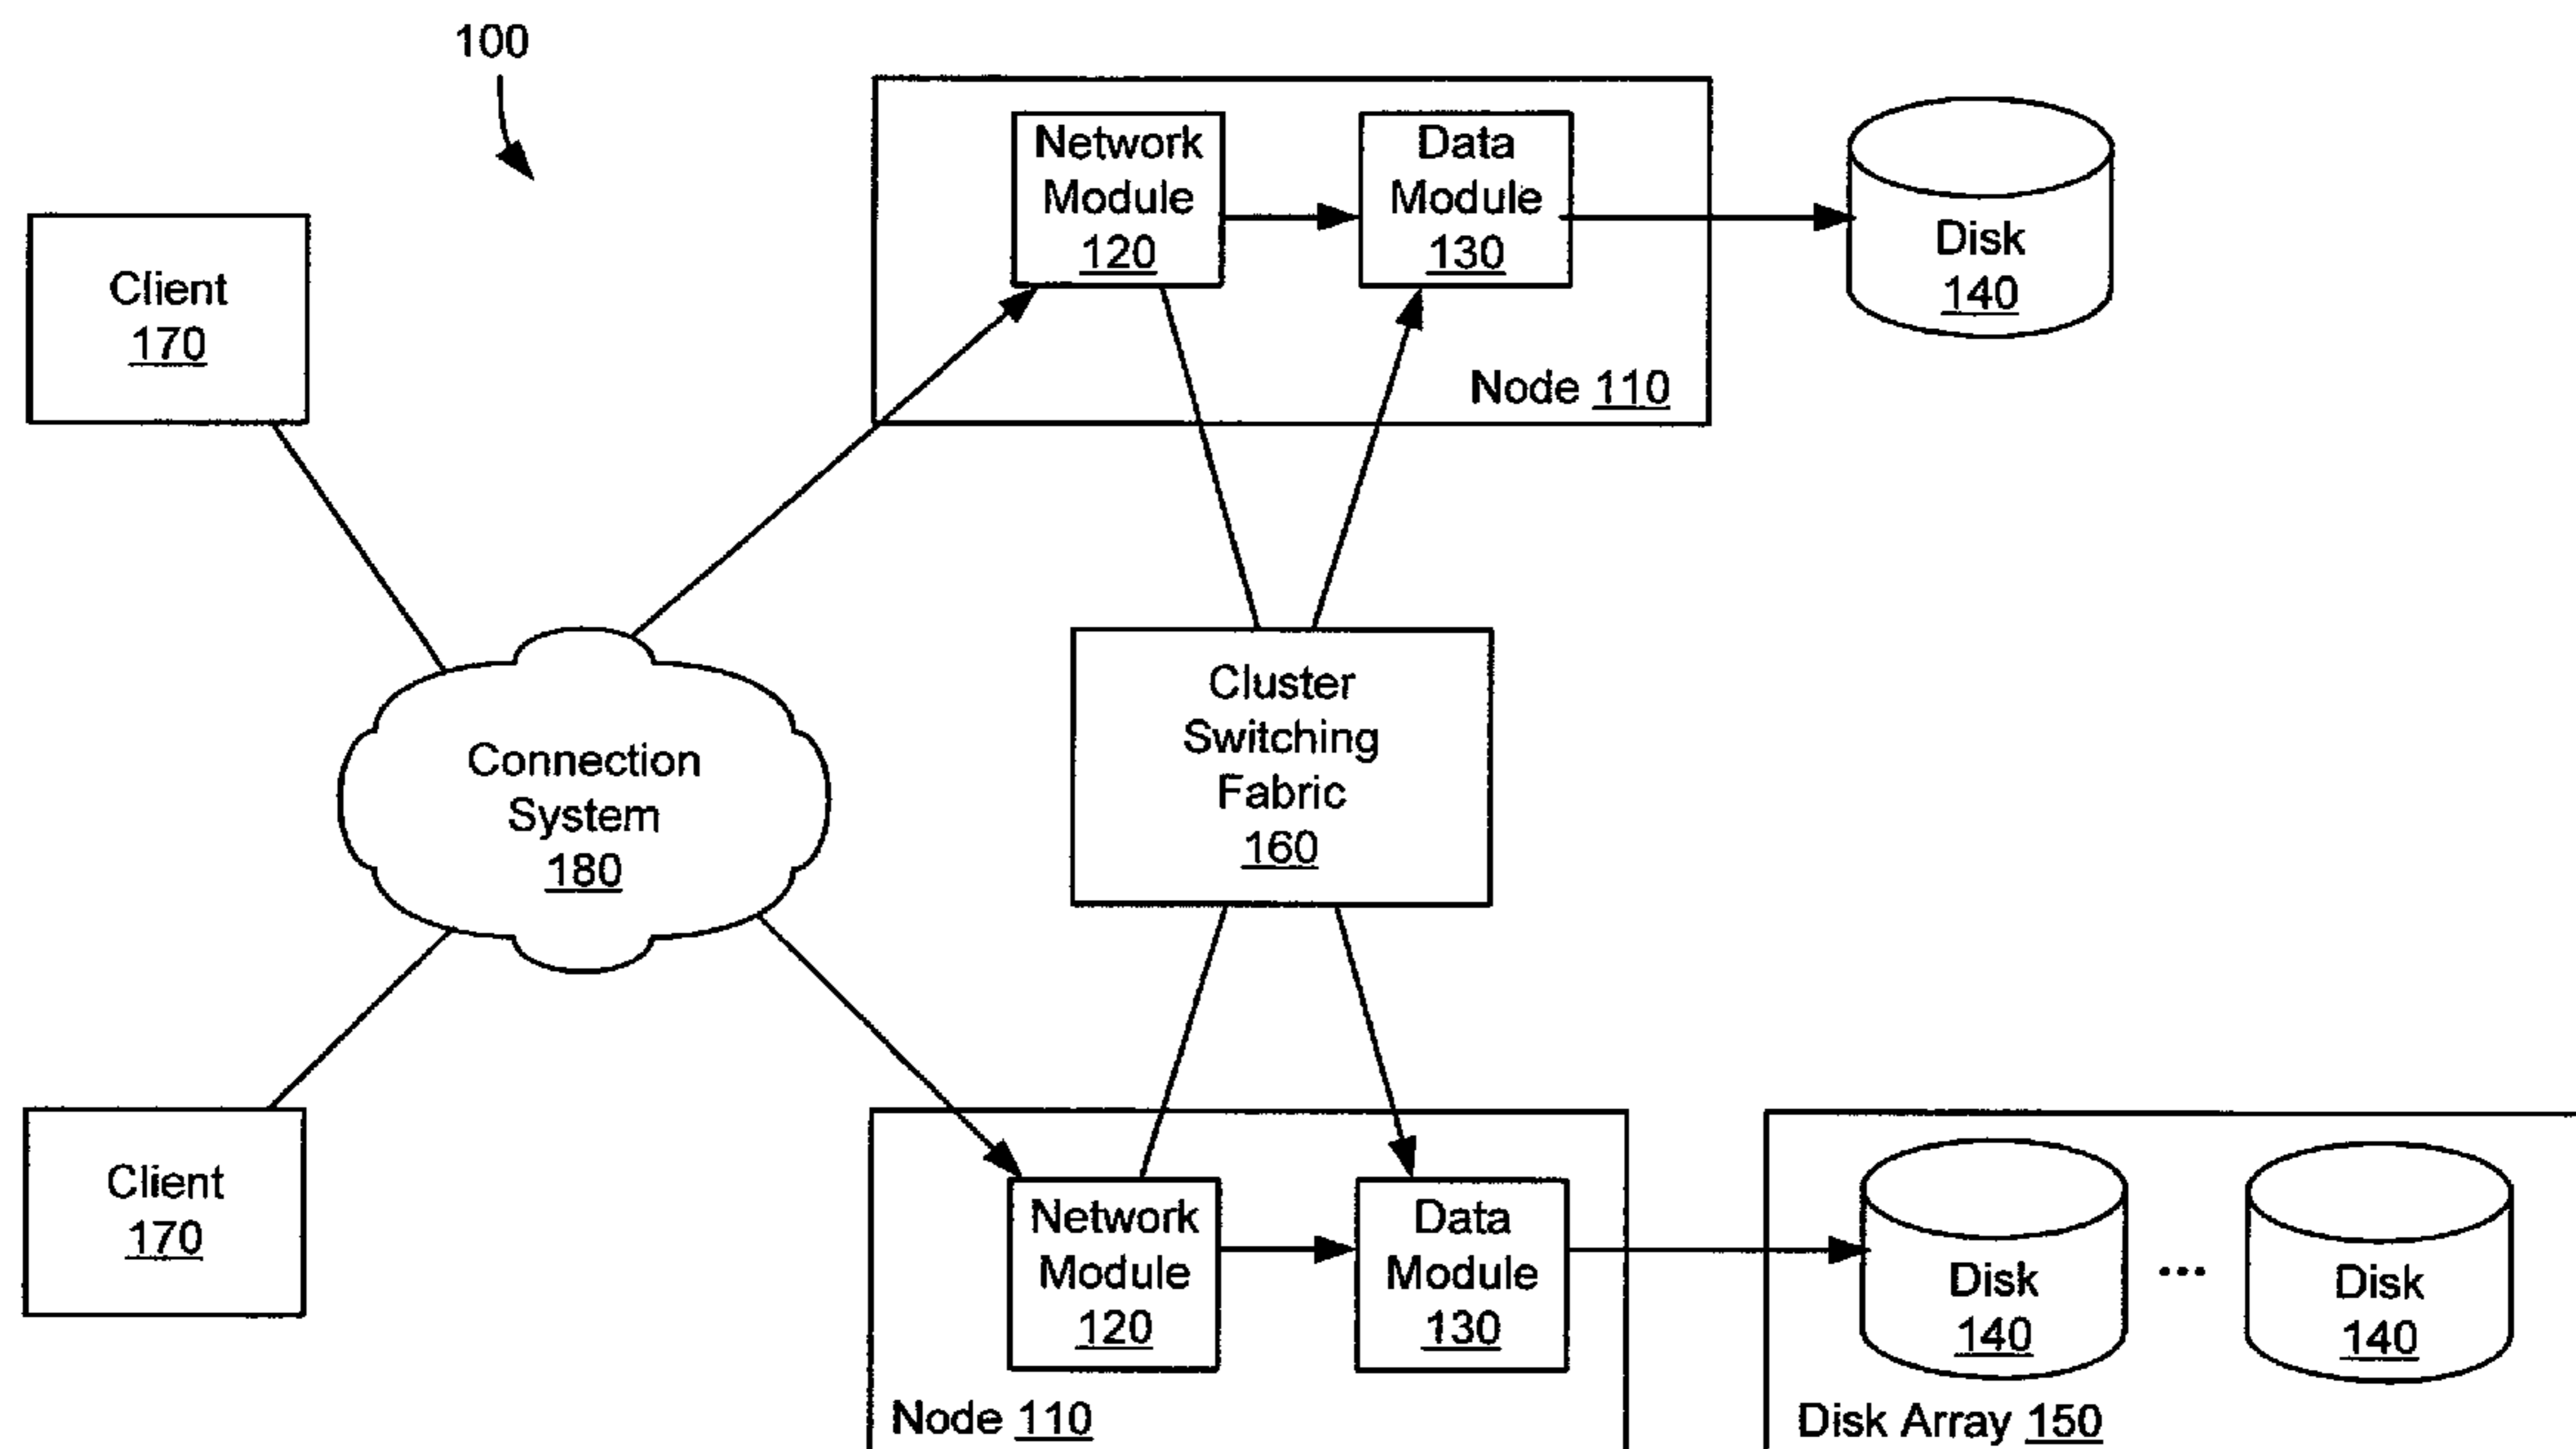 100
Network
Module
120
Data
Module
130
Disk
140
Node 110
Client
170
Connection
System
180
Cluster
Switching
Fabric
160
Client
170
Network
Module
120
Data
Module
130
Node 110
Disk
140
...
Disk
140
Disk Array 150